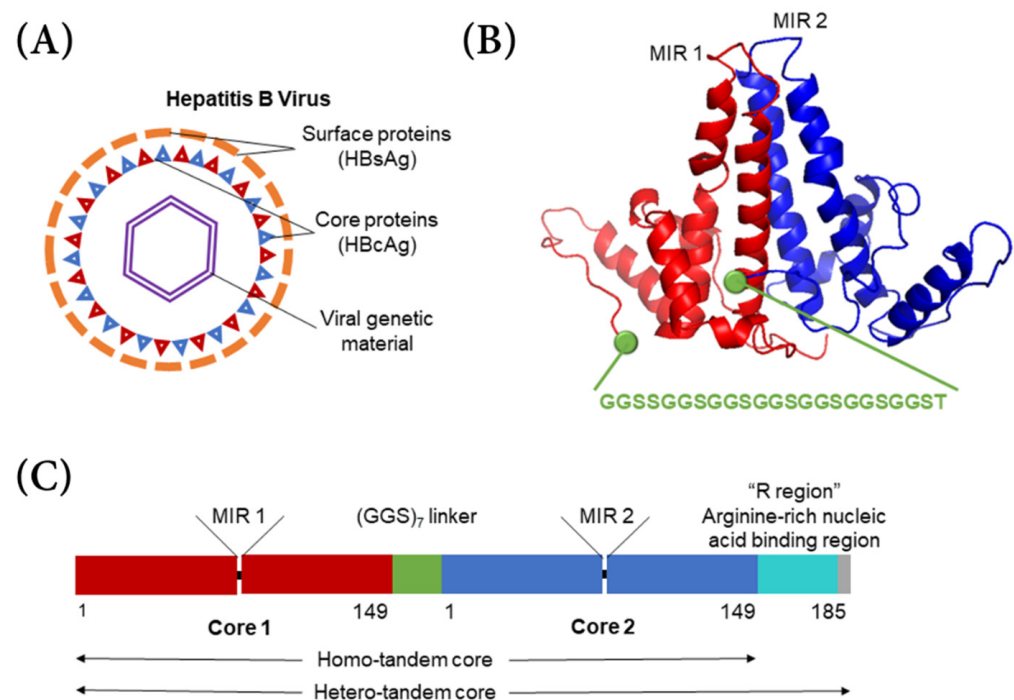 (A)
Hepatitis B Virus
Surface proteins
(HBsAg)
Core proteins
(HBcAg)
Viral genetic
material
(B)
MIR 2
MIR 1
GGSSGGSGGSGGSGGSGGSGGST
(C)
MIR 1
(GGS)7 linker
MIR 2
“R region”
Arginine-rich nucleic
acid binding region
1
149
1
149
185
Core 1
Core 2
Homo-tandem core
Hetero-tandem core